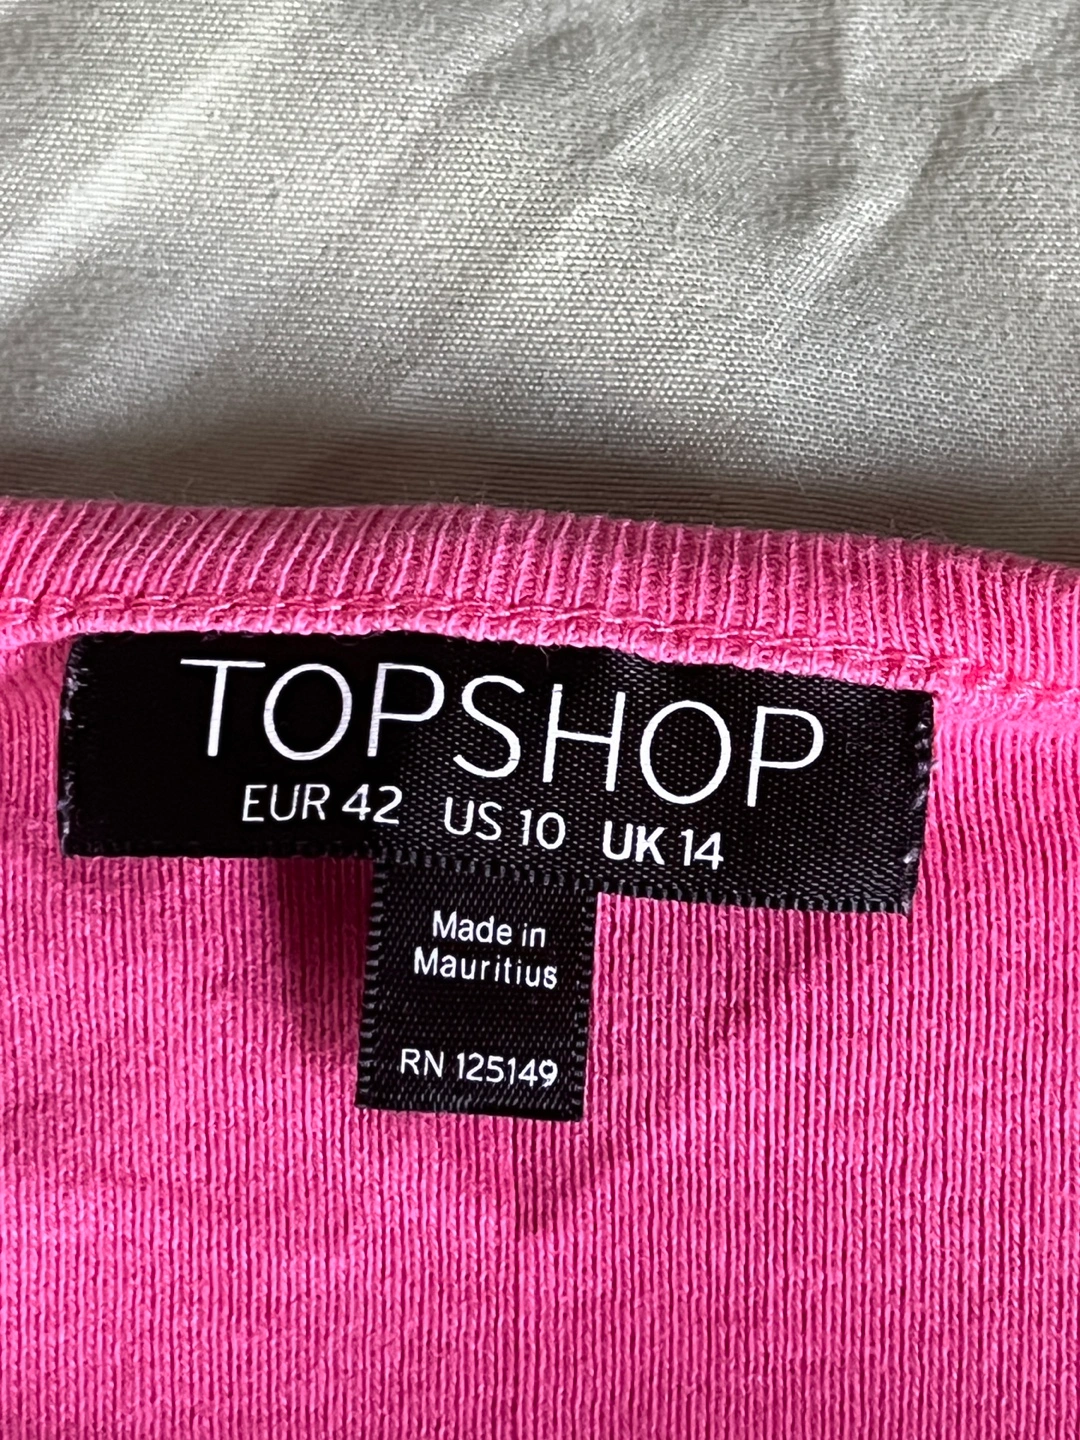 TOPSHOP
EUR 42 US 10 UK 14
Made in
Mauritius
RN 125149